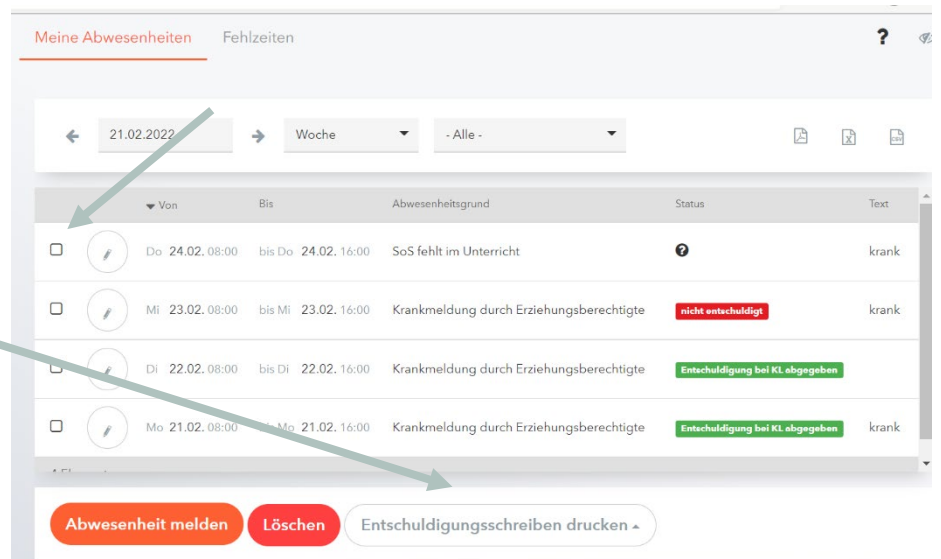 Meine Abwesenheiten Fehlzeiten ?
21.02.2022 Woche - Alle -
Von Bis Abwesenheitsgrund Status Text
Do 24.02. 08:00 bis Do 24.02. 16:00 SoS fehlt im Unterricht ? krank
Mi 23.02. 08:00 bis Mi 23.02. 16:00 Krankmeldung durch Erziehungsberechtigte nicht entschuldigt krank
Di 22.02. 08:00 bis Di 22.02. 16:00 Krankmeldung durch Erziehungsberechtigte Entschuldigung bei KL abgegeben
Mo 21.02. 08:00 Mo 21.02. 16:00 Krankmeldung durch Erziehungsberechtigte Entschuldigung bei KL abgegeben krank
Abwesenheit melden Löschen Entschuldigungsschreiben drucken